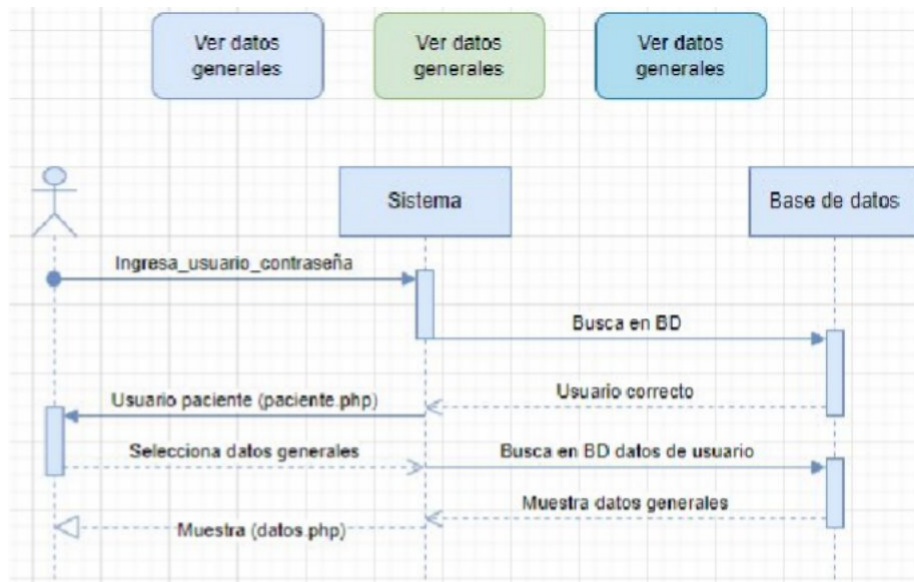 Ver datos
generales
Ver datos
generales
Ver datos
generales
Sistema
Base de datos
Ingresa_usuario_contraseña
Busca en BD
Usuario correcto
Usuario paciente (paciente.php)
Selecciona datos generales
Busca en BD datos de usuario
Muestra datos generales
Muestra (datos.php)